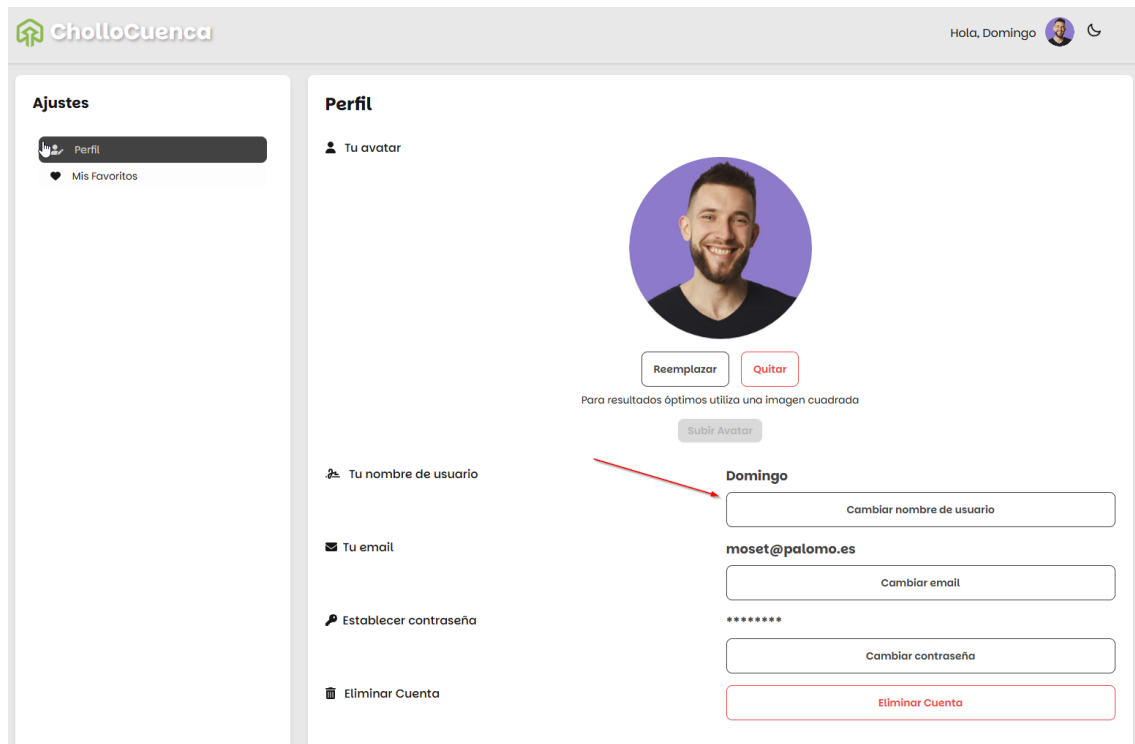 CholloCuenca
Hola, Domingo
Ajustes
Perfil
Mis Favoritos
Perfil
Tu avatar
Reemplazar
Quitar
Para resultados óptimos utiliza una imagen cuadrada
Subir Avatar
Tu nombre de usuario
Domingo
Cambiar nombre de usuario
Tu email
moset@palomo.es
Cambiar email
Establecer contraseña
********
Cambiar contraseña
Eliminar Cuenta
Eliminar Cuenta